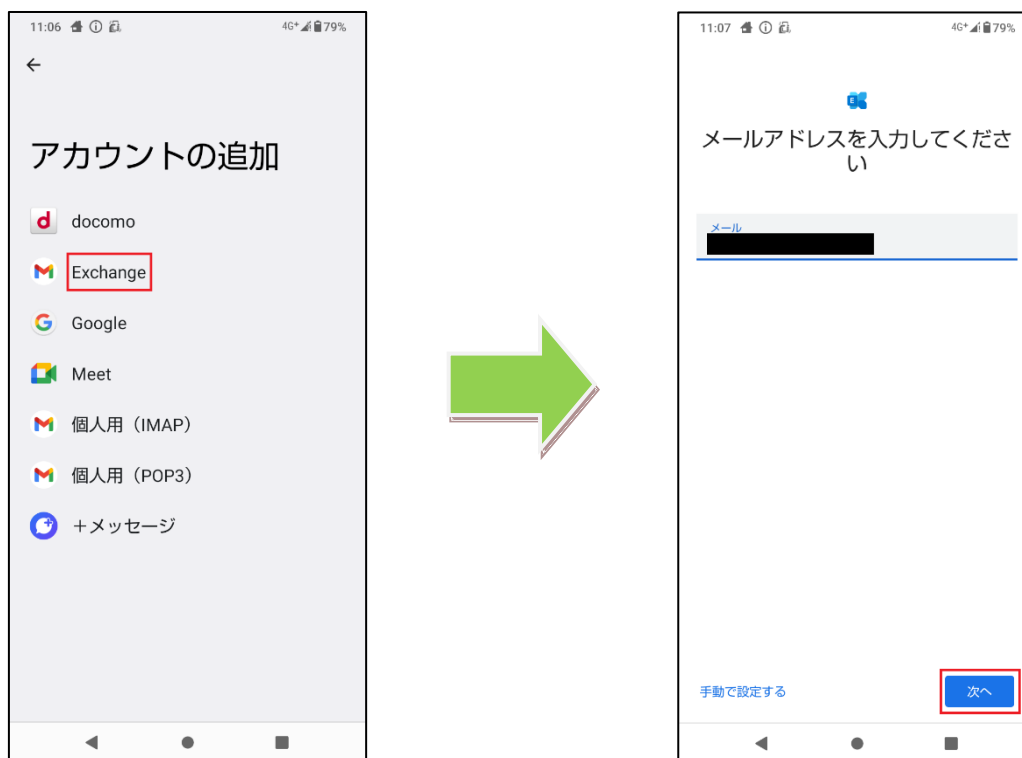 11:06 4G+ 79%
アカウントの追加
docomo
Exchange
Google
Meet
個人用（IMAP）
個人用（POP3）
＋メッセージ
11:07 4G+ 79%
メールアドレスを入力してくださ
い
メール
手動で設定する
次へ